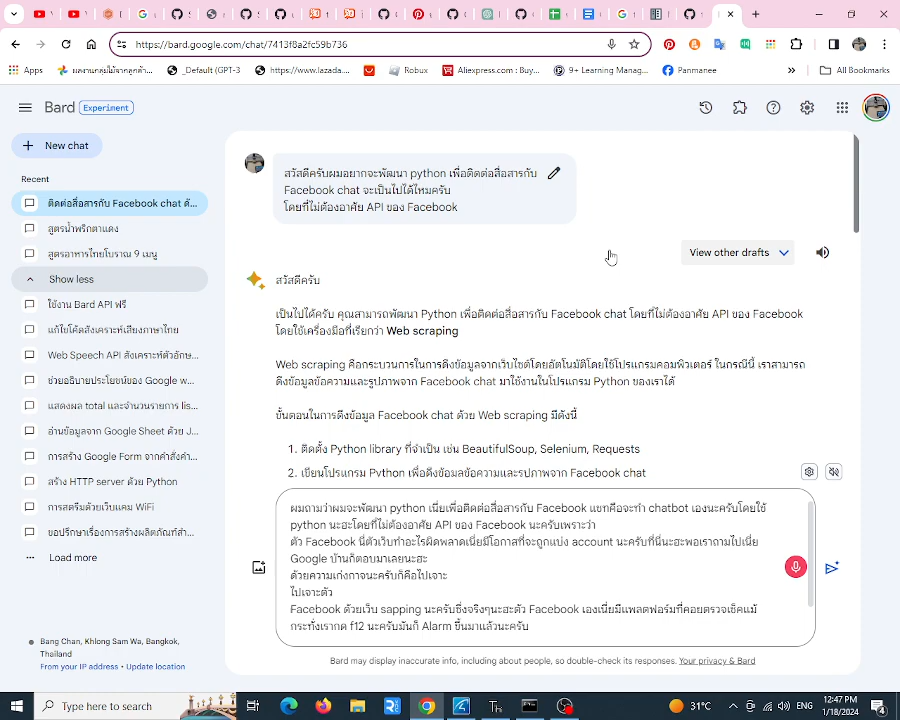 https://bard.google.com/chat/7413f8a2fc59b736
Apps
ผลงานกลุ่มไม้จากลูกค้า...
_Default (GPT-3
https://www.lazada....
Robux
Aliexpress.com : Buy...
9+ Learning Manag...
Panmanee
»
All Bookmarks
Bard
Experiment
New chat
Recent
ติดต่อสื่อสารกับ Facebook chat ด้...
สูตรน้ำพริกตาแดง
สูตรอาหารไทยโบราณ 9 เมนู
Show less
ใช้งาน Bard API ฟรี
แก้ไขโค้ดสังเคราะห์เสียงภาษาไทย
Web Speech API สังเคราะห์ตัวอักษ...
ช่วยอธิบายประโยชน์ของ Google w...
แสดงผล total และจำนวนรายการ lis...
อ่านข้อมูลจาก Google Sheet ด้วย J...
การสร้าง Google Form จากคำสั่งคำ...
สร้าง HTTP server ด้วย Python
การสตรีมด้วยเว็บแคม WiFi
ขอปรึกษาเรื่องการสร้างผลิตภัณฑ์สำ...
Load more
Bang Chan, Khlong Sam Wa, Bangkok,
Thailand
From your IP address • Update location
สวัสดีครับผมอยากจะพัฒนา python เพื่อติดต่อสื่อสารกับ
Facebook chat จะเป็นไปได้ไหมครับ
โดยที่ไม่ต้องอาศัย API ของ Facebook
View other drafts
สวัสดีครับ
เป็นไปได้ครับ คุณสามารถพัฒนา Python เพื่อติดต่อสื่อสารกับ Facebook chat โดยที่ไม่ต้องอาศัย API ของ Facebook
โดยใช้เครื่องมือที่เรียกว่า Web scraping
Web scraping คือกระบวนการในการดึงข้อมูลจากเว็บไซต์โดยอัตโนมัติโดยใช้โปรแกรมคอมพิวเตอร์ ในกรณีนี้ เราสามารถ
ดึงข้อมูลข้อความและรูปภาพจาก Facebook chat มาใช้งานในโปรแกรม Python ของเราได้
ขั้นตอนในการดึงข้อมูล Facebook chat ด้วย Web scraping มีดังนี้
1. ติดตั้ง Python library ที่จำเป็น เช่น BeautifulSoup, Selenium, Requests
2. เขียนโปรแกรม Python เพื่อดึงข้อมูลข้อความและรูปภาพจาก Facebook chat
ผมถามว่าผมจะพัฒนา python เนี่ยเพื่อติดต่อสื่อสารกับ Facebook แชทคือจะทำ chatbot เองนะครับโดยใช้
python นะฮะโดยที่ไม่ต้องอาศัย API ของ Facebook นะครับเพราะว่า
ตัว Facebook นี่ตัวเว็บทำอะไรผิดพลาดเนี่ยมีโอกาสที่จะถูกแบ่ง account นะครับที่นี่นะฮะพอเราถามไปเนี่ย
Google บ้านก็ตอบมาเลยนะฮะ
ด้วยความเก่งกาจนะครับก็คือไปเจาะ
ไปเจาะตัว
Facebook ด้วยเว็บ sapping นะครับซึ่งจริงๆนะฮะตัว Facebook เองเนี่ยมีแพลตฟอร์มที่คอยตรวจเช็คแม้
กระทั่งเรากด f12 นะครับมันก็ Alarm ขึ้นมาแล้วนะครับ
Bard may display inaccurate info, including about people, so double-check its responses. Your privacy & Bard
Type here to search
31°C
ENG
12:47 PM
1/18/2024
4